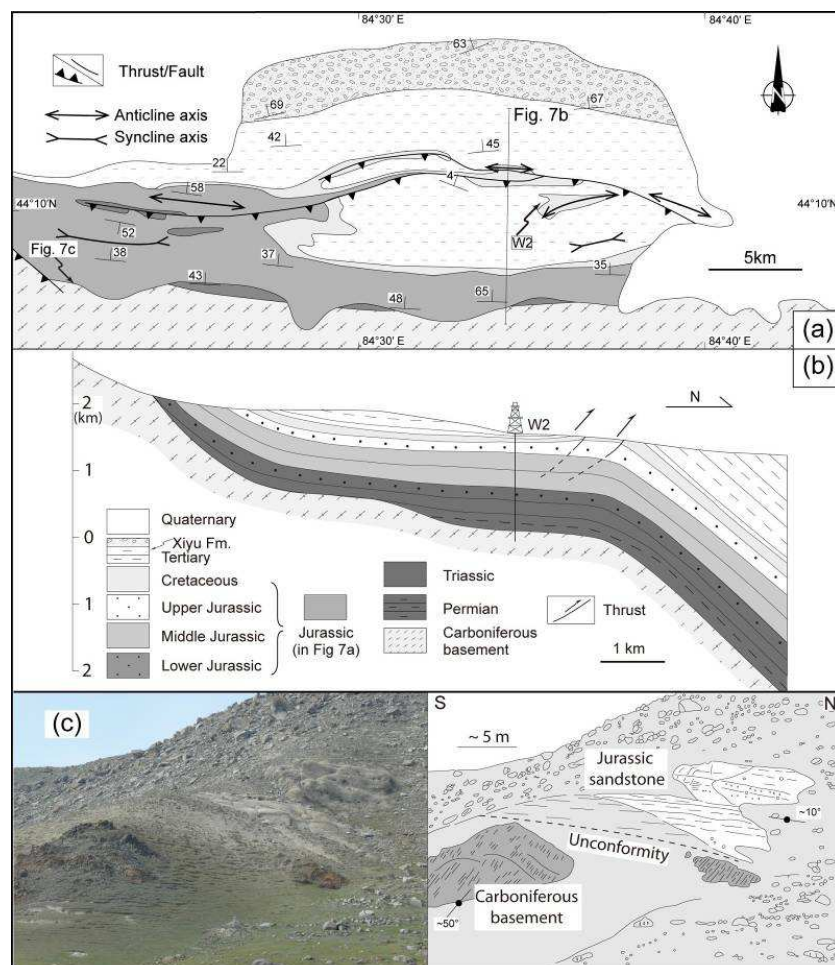 84°30' E
84°40' E
(a)
Thrust/Fault
Anticline axis
Syncline axis
63
69
67
Fig. 7b
42
45
22
58
4
44°10'
44°10'
52
W2
Fig. 7c
38
37
35
5km
43
48
65
84°30' E
84°40' E
(b)
2
(km)
1
0
1
2
N
W2
Quaternary
Xiyu Fm.
Tertiary
Cretaceous
Upper Jurassic
Middle Jurassic
Lower Jurassic
Jurassic
(in Fig 7a)
Triassic
Permian
Carboniferous
basement
Thrust
1 km
(c)
S
N
~ 5 m
Jurassic
sandstone
~10°
Unconformity
Carboniferous
basement
~50°